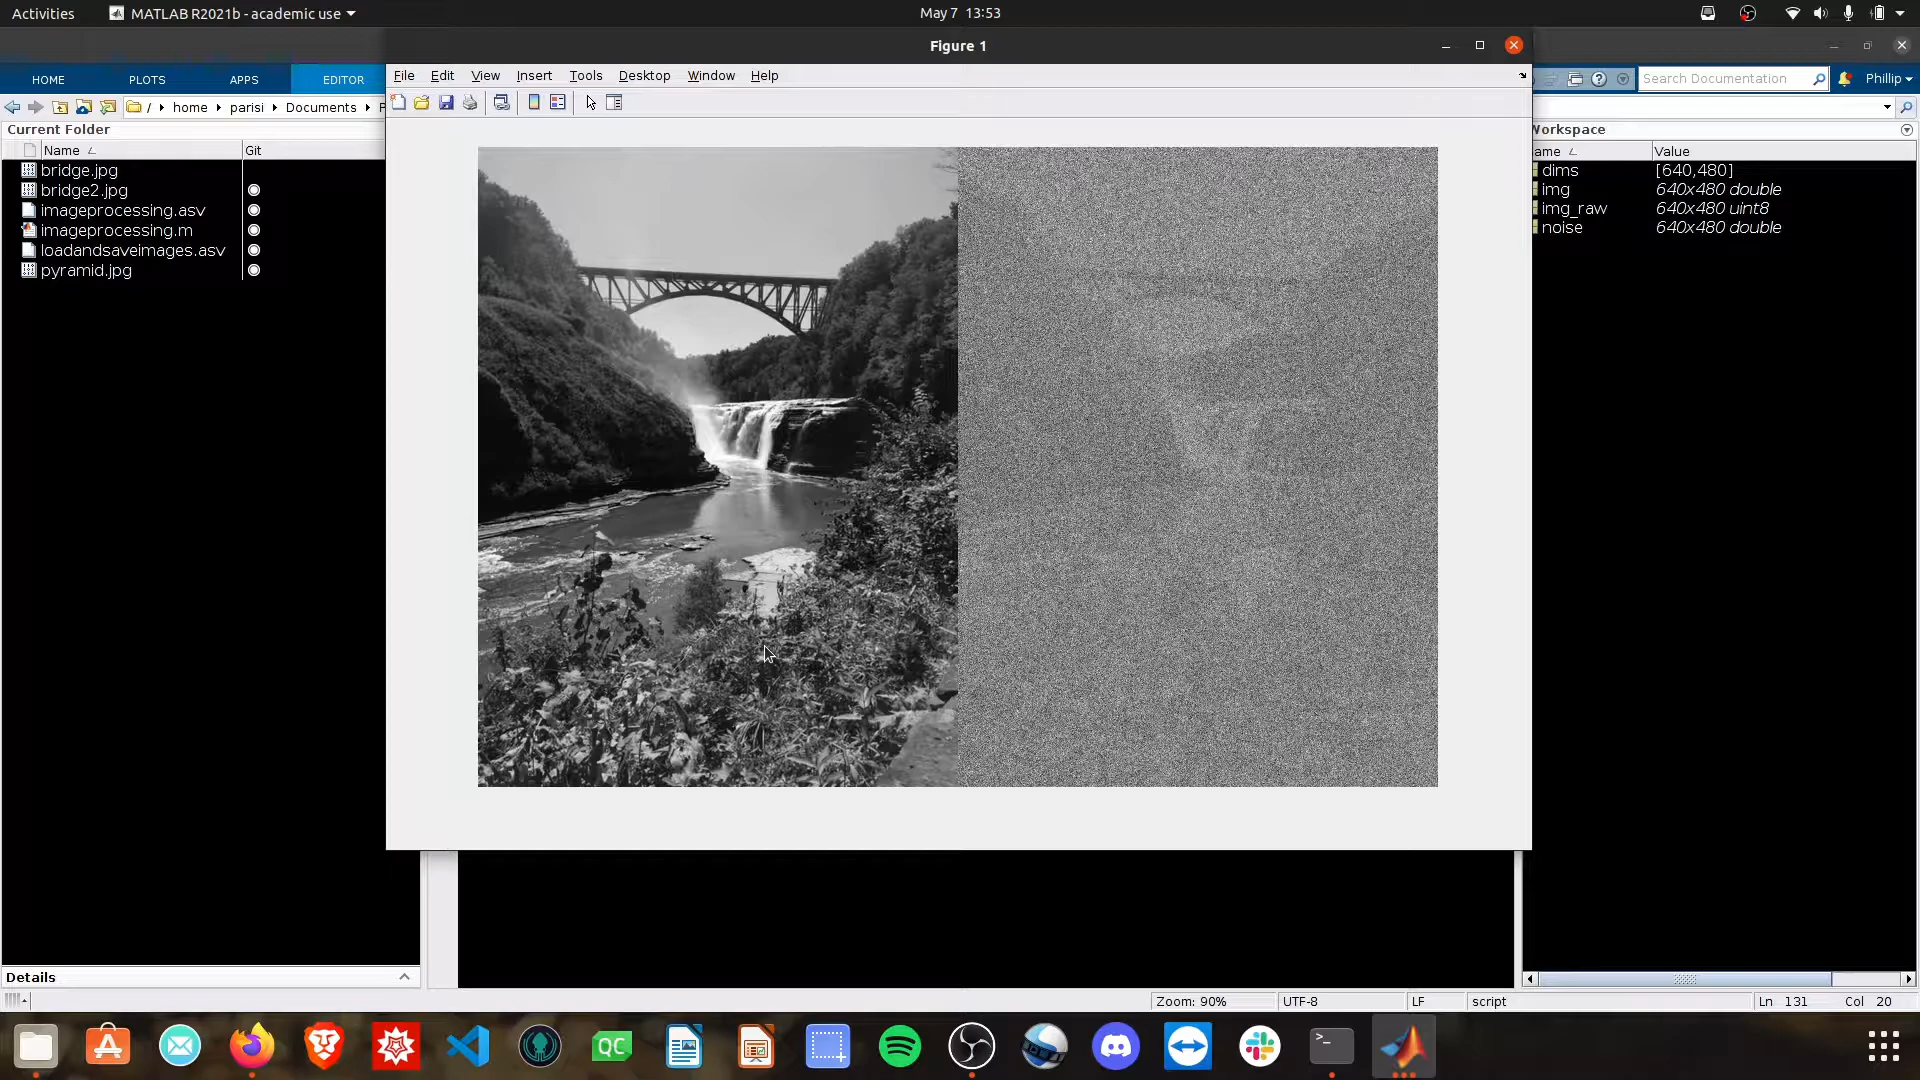 Activities MATLAB R2021b - academic use May 7 13:53
Figure 1
HOME PLOTS APPS EDITOR
File Edit View Insert Tools Desktop Window Help
Search Documentation Phillip
/ home parisi Documents
Current Folder
Name Git
bridge.jpg
bridge2.jpg
imageprocessing.asv
imageprocessing.m
loadandsaveimages.asv
pyramid.jpg
Workspace
ame Value
dims [640,480]
img 640x480 double
img_raw 640x480 uint8
noise 640x480 double
Details
Zoom: 90% UTF-8 LF script Ln 131 Col 20
QC